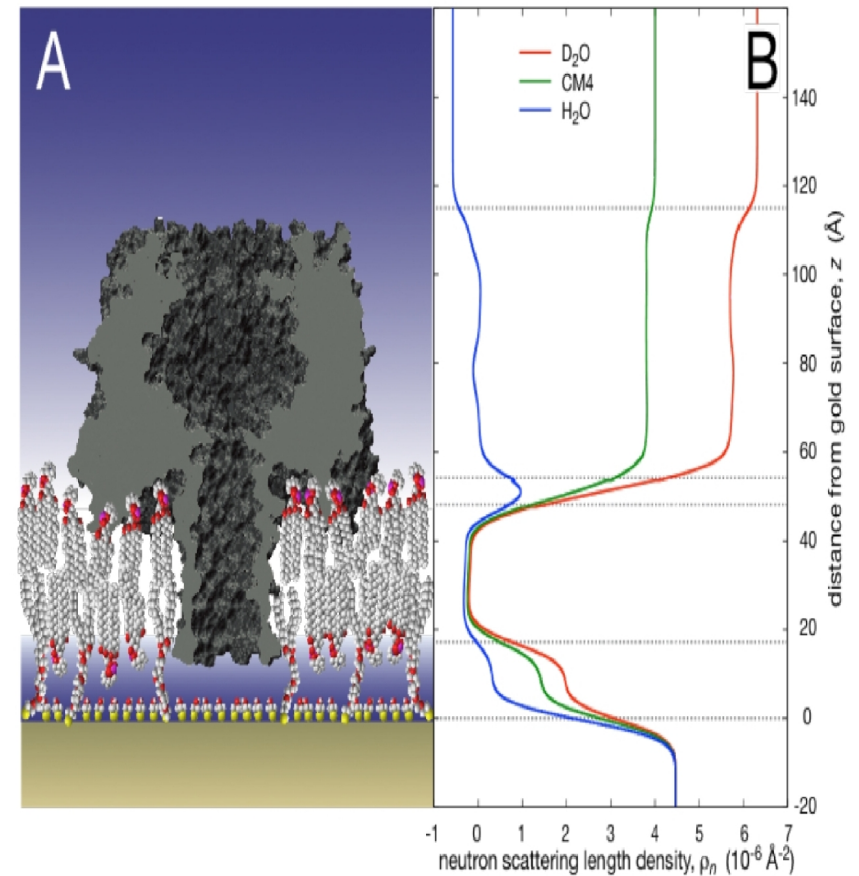 A
B
D₂O
CM4
H₂O
140
120
100
80
60
40
20
0
-20
distance from gold surface, z (Å)
-1 0 1 2 3 4 5 6 7
neutron scattering length density, ρₙ (10⁻⁶ Å⁻²)